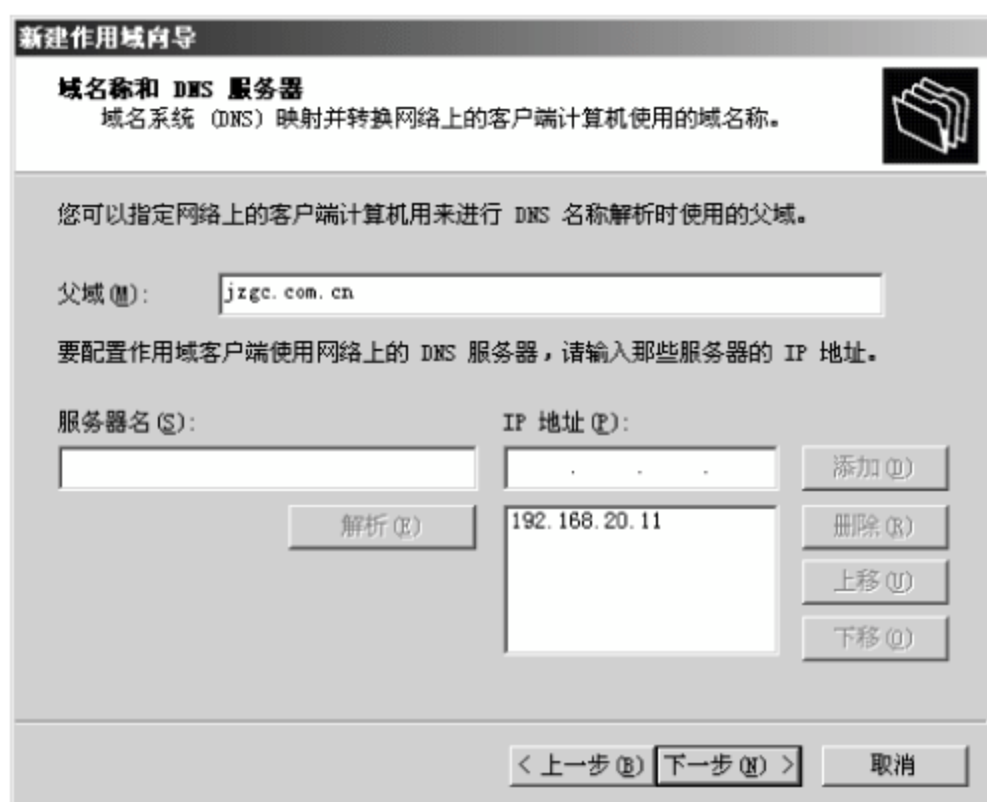 新建作用域向导
域名称和 DNS 服务器
域名系统 (DNS) 映射并转换网络上的客户端计算机使用的域名称。
您可以指定网络上的客户端计算机用来进行 DNS 名称解析时使用的父域。
父域(M): jzgc.com.cn
要配置作用域客户端使用网络上的 DNS 服务器，请输入那些服务器的 IP 地址。
服务器名(S): IP 地址(P):
. . . 添加(D)
解析(E) 192.168.20.11 删除(R)
上移(U)
下移(O)
< 上一步(B) 下一步(N) > 取消